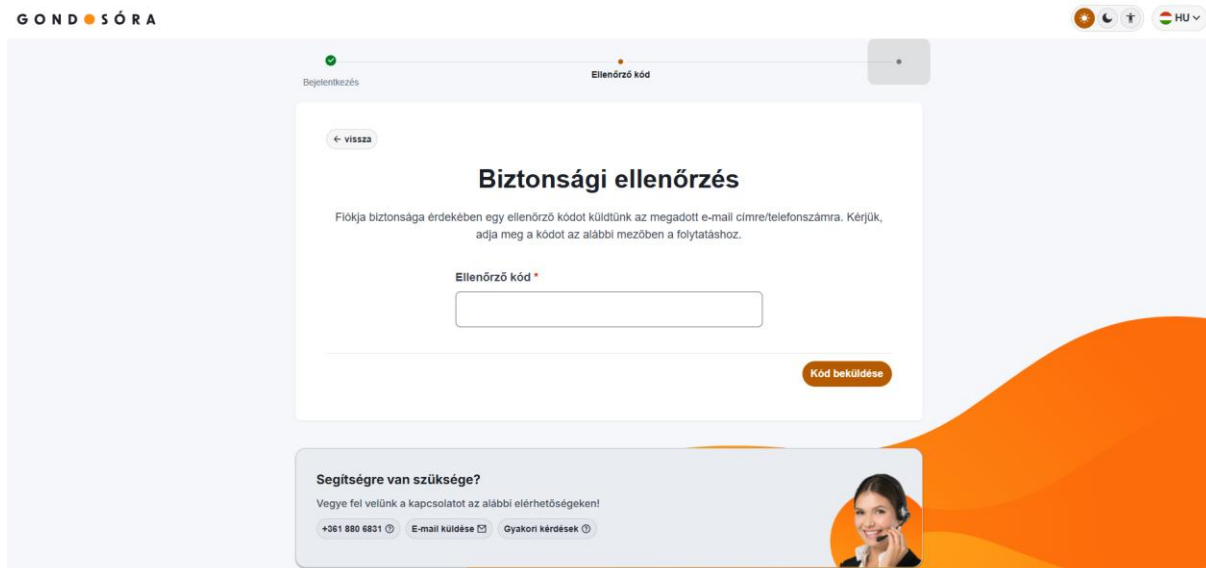 GONDOSÓRA
HU
Bejelentkezés
Ellenőrző kód
← vissza
Biztonsági ellenőrzés
Fiókja biztonsága érdekében egy ellenőrző kódot küldtünk az megadott e-mail címre/telefonszámra. Kérjük,
adja meg a kódot az alábbi mezőben a folytatáshoz.
Ellenőrző kód *
Kód beküldése
Segítségre van szüksége?
Vegye fel velünk a kapcsolatot az alábbi elérhetőségeken!
+361 880 6831 E-mail küldése Gyakori kérdések